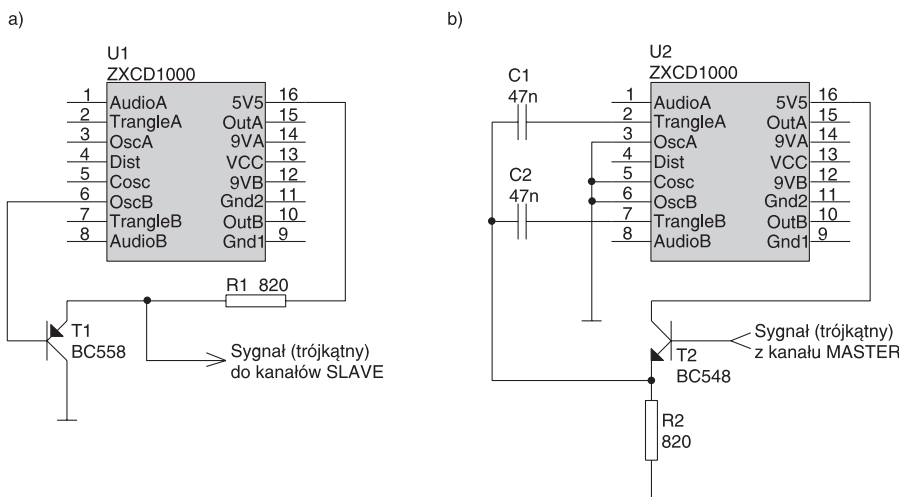 a)
U1
ZXCD1000
1 AudioA 5V5 16
2 TrangleA OutA 15
3 OscA 9VA 14
4 Dist VCC 13
5 Cosc 9VB 12
6 OscB Gnd2 11
7 TrangleB OutB 10
8 AudioB Gnd1 9
R1 820
T1
BC558
Sygnał (trójkątny)
do kanałów SLAVE
b)
U2
ZXCD1000
C1
47n
C2
47n
1 AudioA 5V5 16
2 TrangleA OutA 15
3 OscA 9VA 14
4 Dist VCC 13
5 Cosc 9VB 12
6 OscB Gnd2 11
7 TrangleB OutB 10
8 AudioB Gnd1 9
Sygnał (trójkątny)
z kanału MASTER
T2
BC548
R2
820